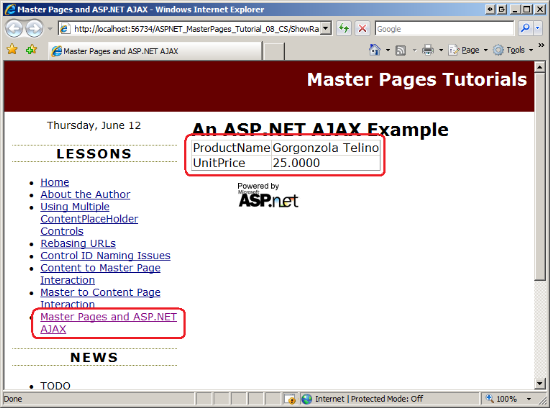 Master Pages and ASP.NET AJAX - Windows Internet Explorer
http://localhost:56734/ASPNET_MasterPages_Tutorial_08_CS/ShowRa
Google
Master Pages and ASP.NET AJAX
Page
Tools
Master Pages Tutorials
Thursday, June 12
LESSONS
Home
About the Author
Using Multiple
ContentPlaceHolder
Controls
Rebasing URLs
Control ID Naming Issues
Content to Master Page
Interaction
Master to Content Page
Interaction
Master Pages and ASP.NET
AJAX
NEWS
TODO
An ASP.NET AJAX Example
ProductName Gorgonzola Telino
UnitPrice 25.0000
Powered by
Microsoft
ASP.net
Done
Internet | Protected Mode: Off
100%